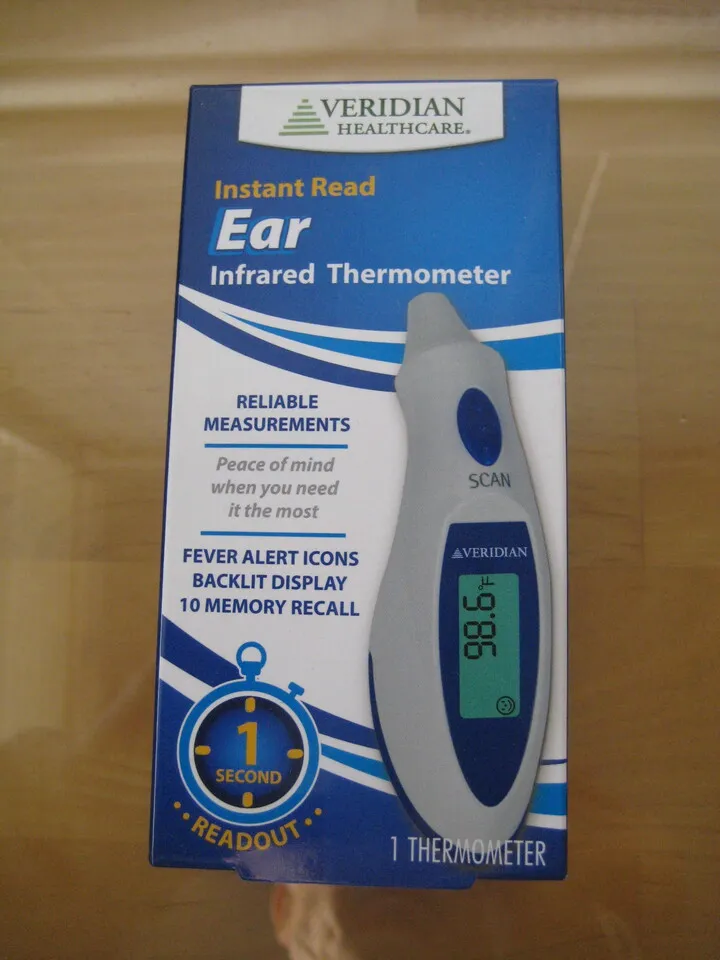 VERIDIAN
HEALTHCARE®
Instant Read
Ear
Infrared Thermometer
RELIABLE
MEASUREMENTS
Peace of mind
when you need
it the most
FEVER ALERT ICONS
BACKLIT DISPLAY
10 MEMORY RECALL
SCAN
VERIDIAN
98.6°F
1
SECOND
READOUT
1 THERMOMETER